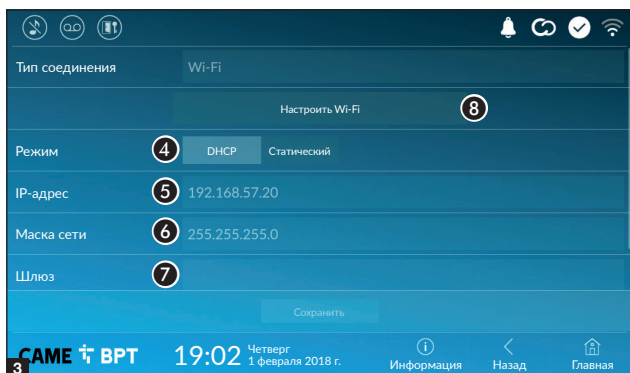 Тип соединения Wi-Fi
Настроить Wi-Fi 8
Режим 4 DHCP Статический
IP-адрес 5 192.168.57.20
Маска сети 6 255.255.255.0
Шлюз 7
Сохранить
3 CAME BPT 19:02 Четверг
1 февраля 2018 г.
Информация Назад Главная